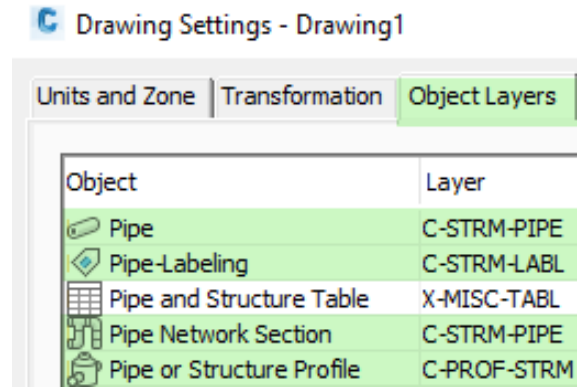 C Drawing Settings - Drawing1
Units and Zone Transformation Object Layers
Object Layer
Pipe C-STRM-PIPE
Pipe-Labeling C-STRM-LABL
Pipe and Structure Table X-MISC-TABL
Pipe Network Section C-STRM-PIPE
Pipe or Structure Profile C-PROF-STRM